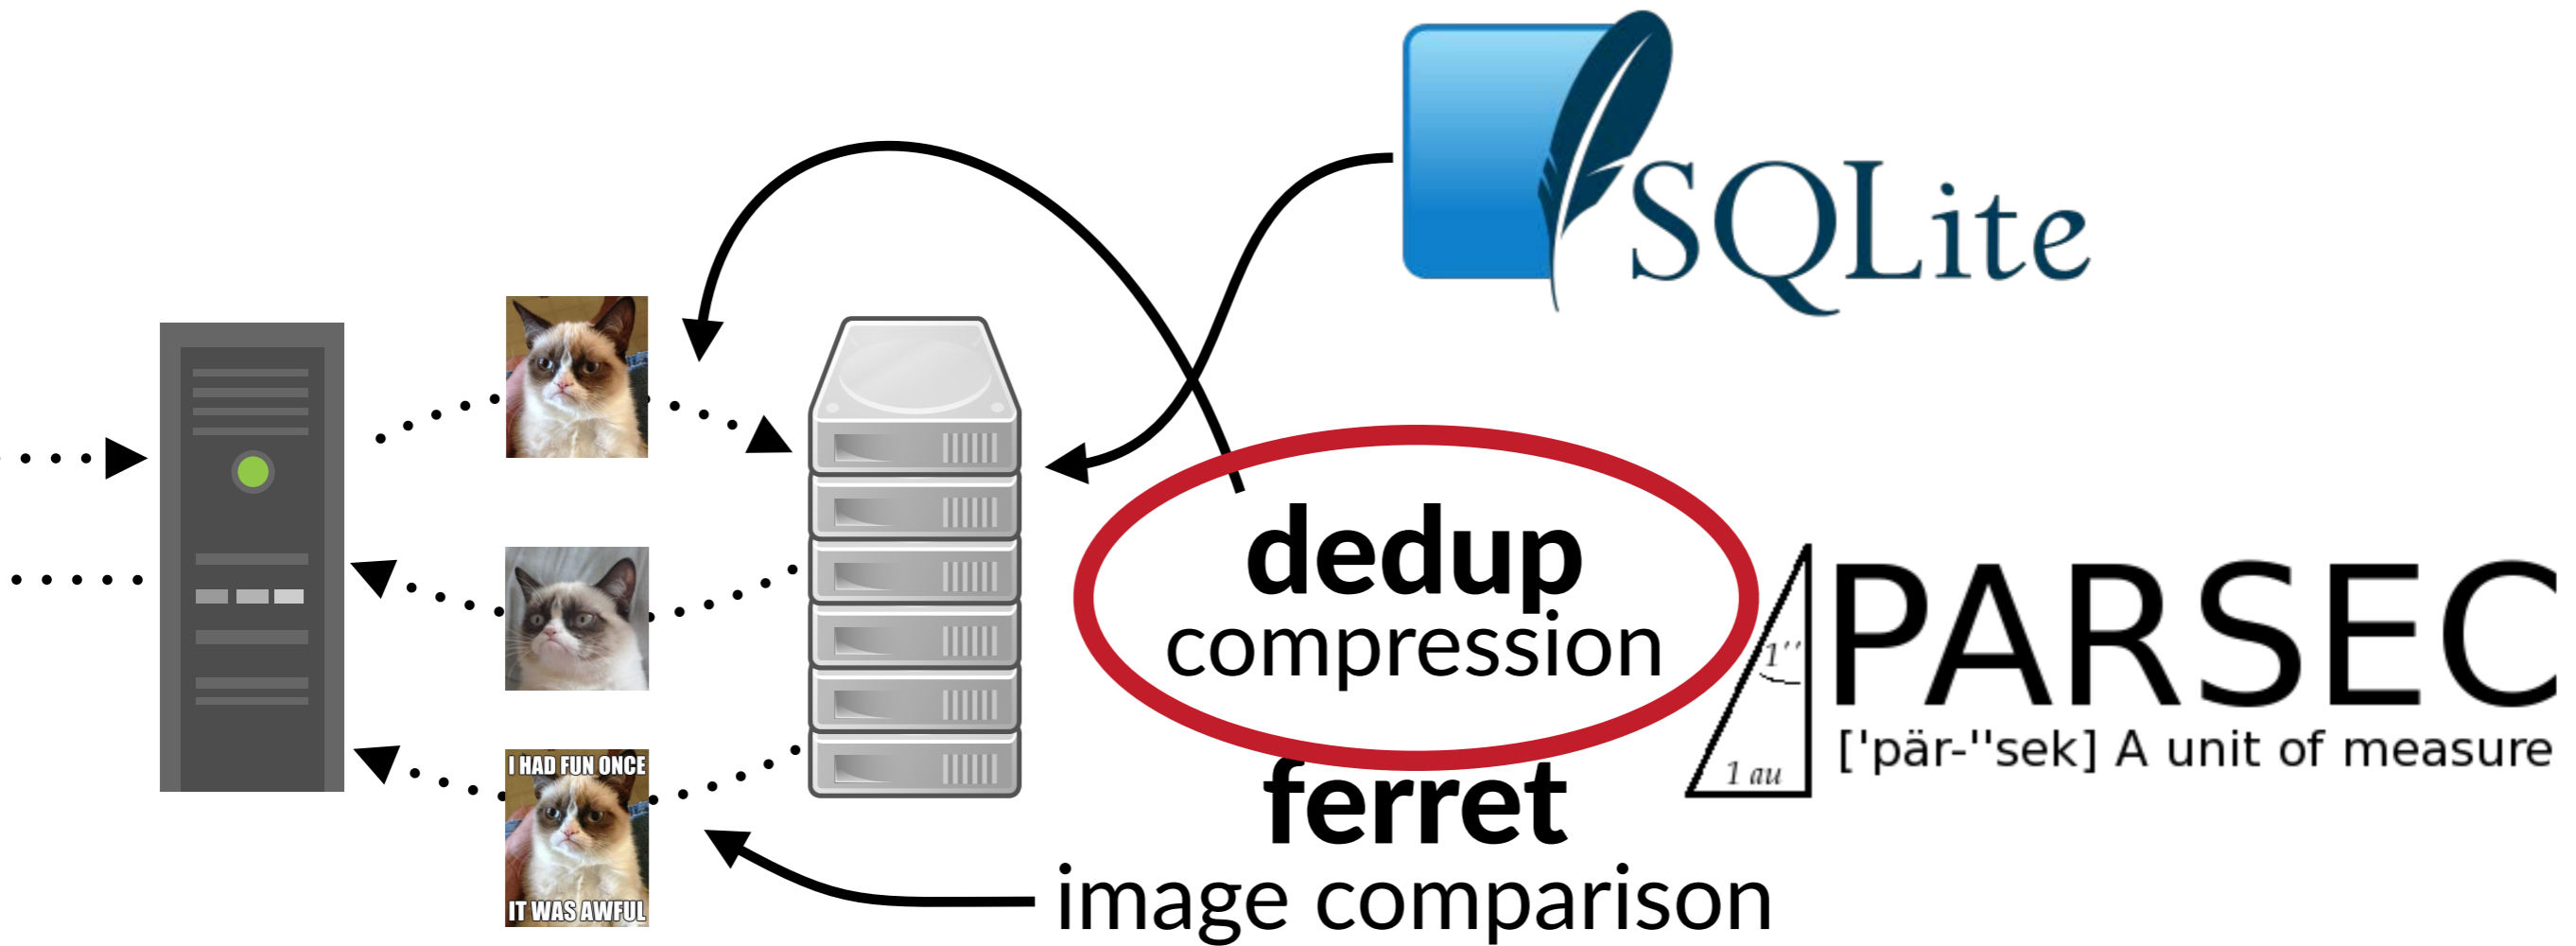 SQLite
dedup
compression
PARSEC
['pär-''sek] A unit of measure
1''
1 au
ferret
image comparison
I HAD FUN ONCE
IT WAS AWFUL